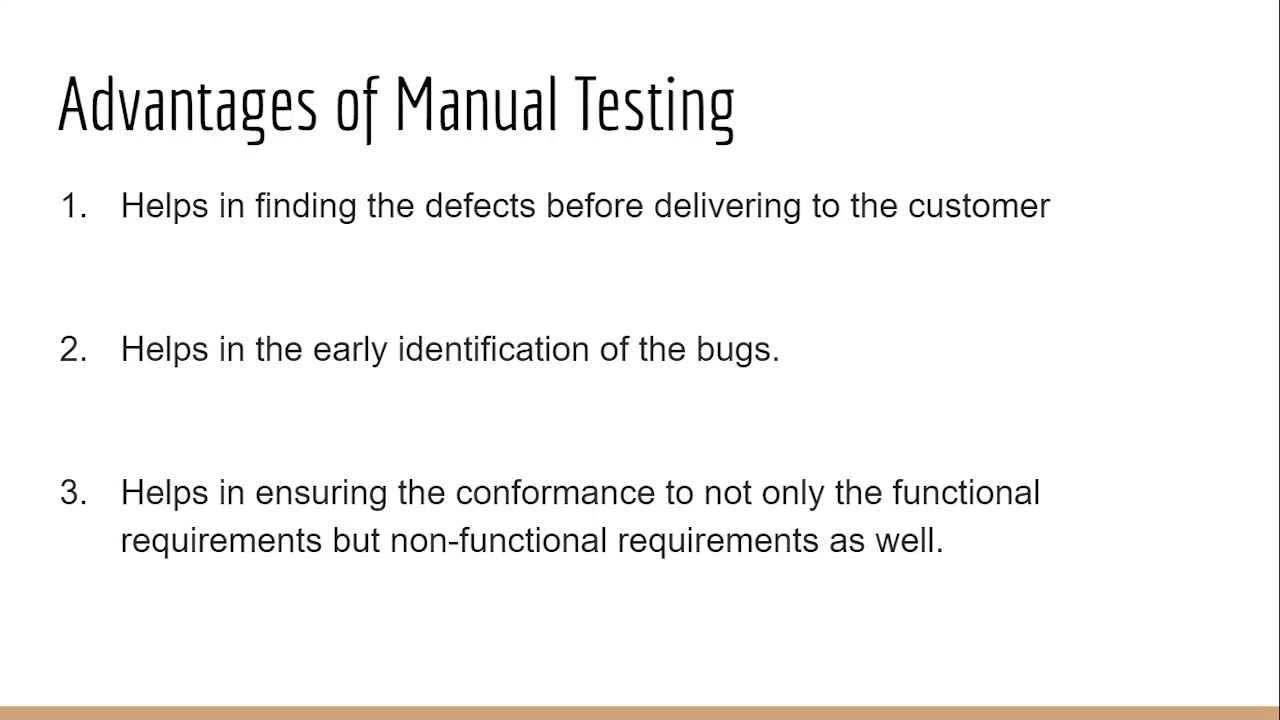 Advantages of Manual Testing
1. Helps in finding the defects before delivering to the customer
2. Helps in the early identification of the bugs.
3. Helps in ensuring the conformance to not only the functional
requirements but non-functional requirements as well.